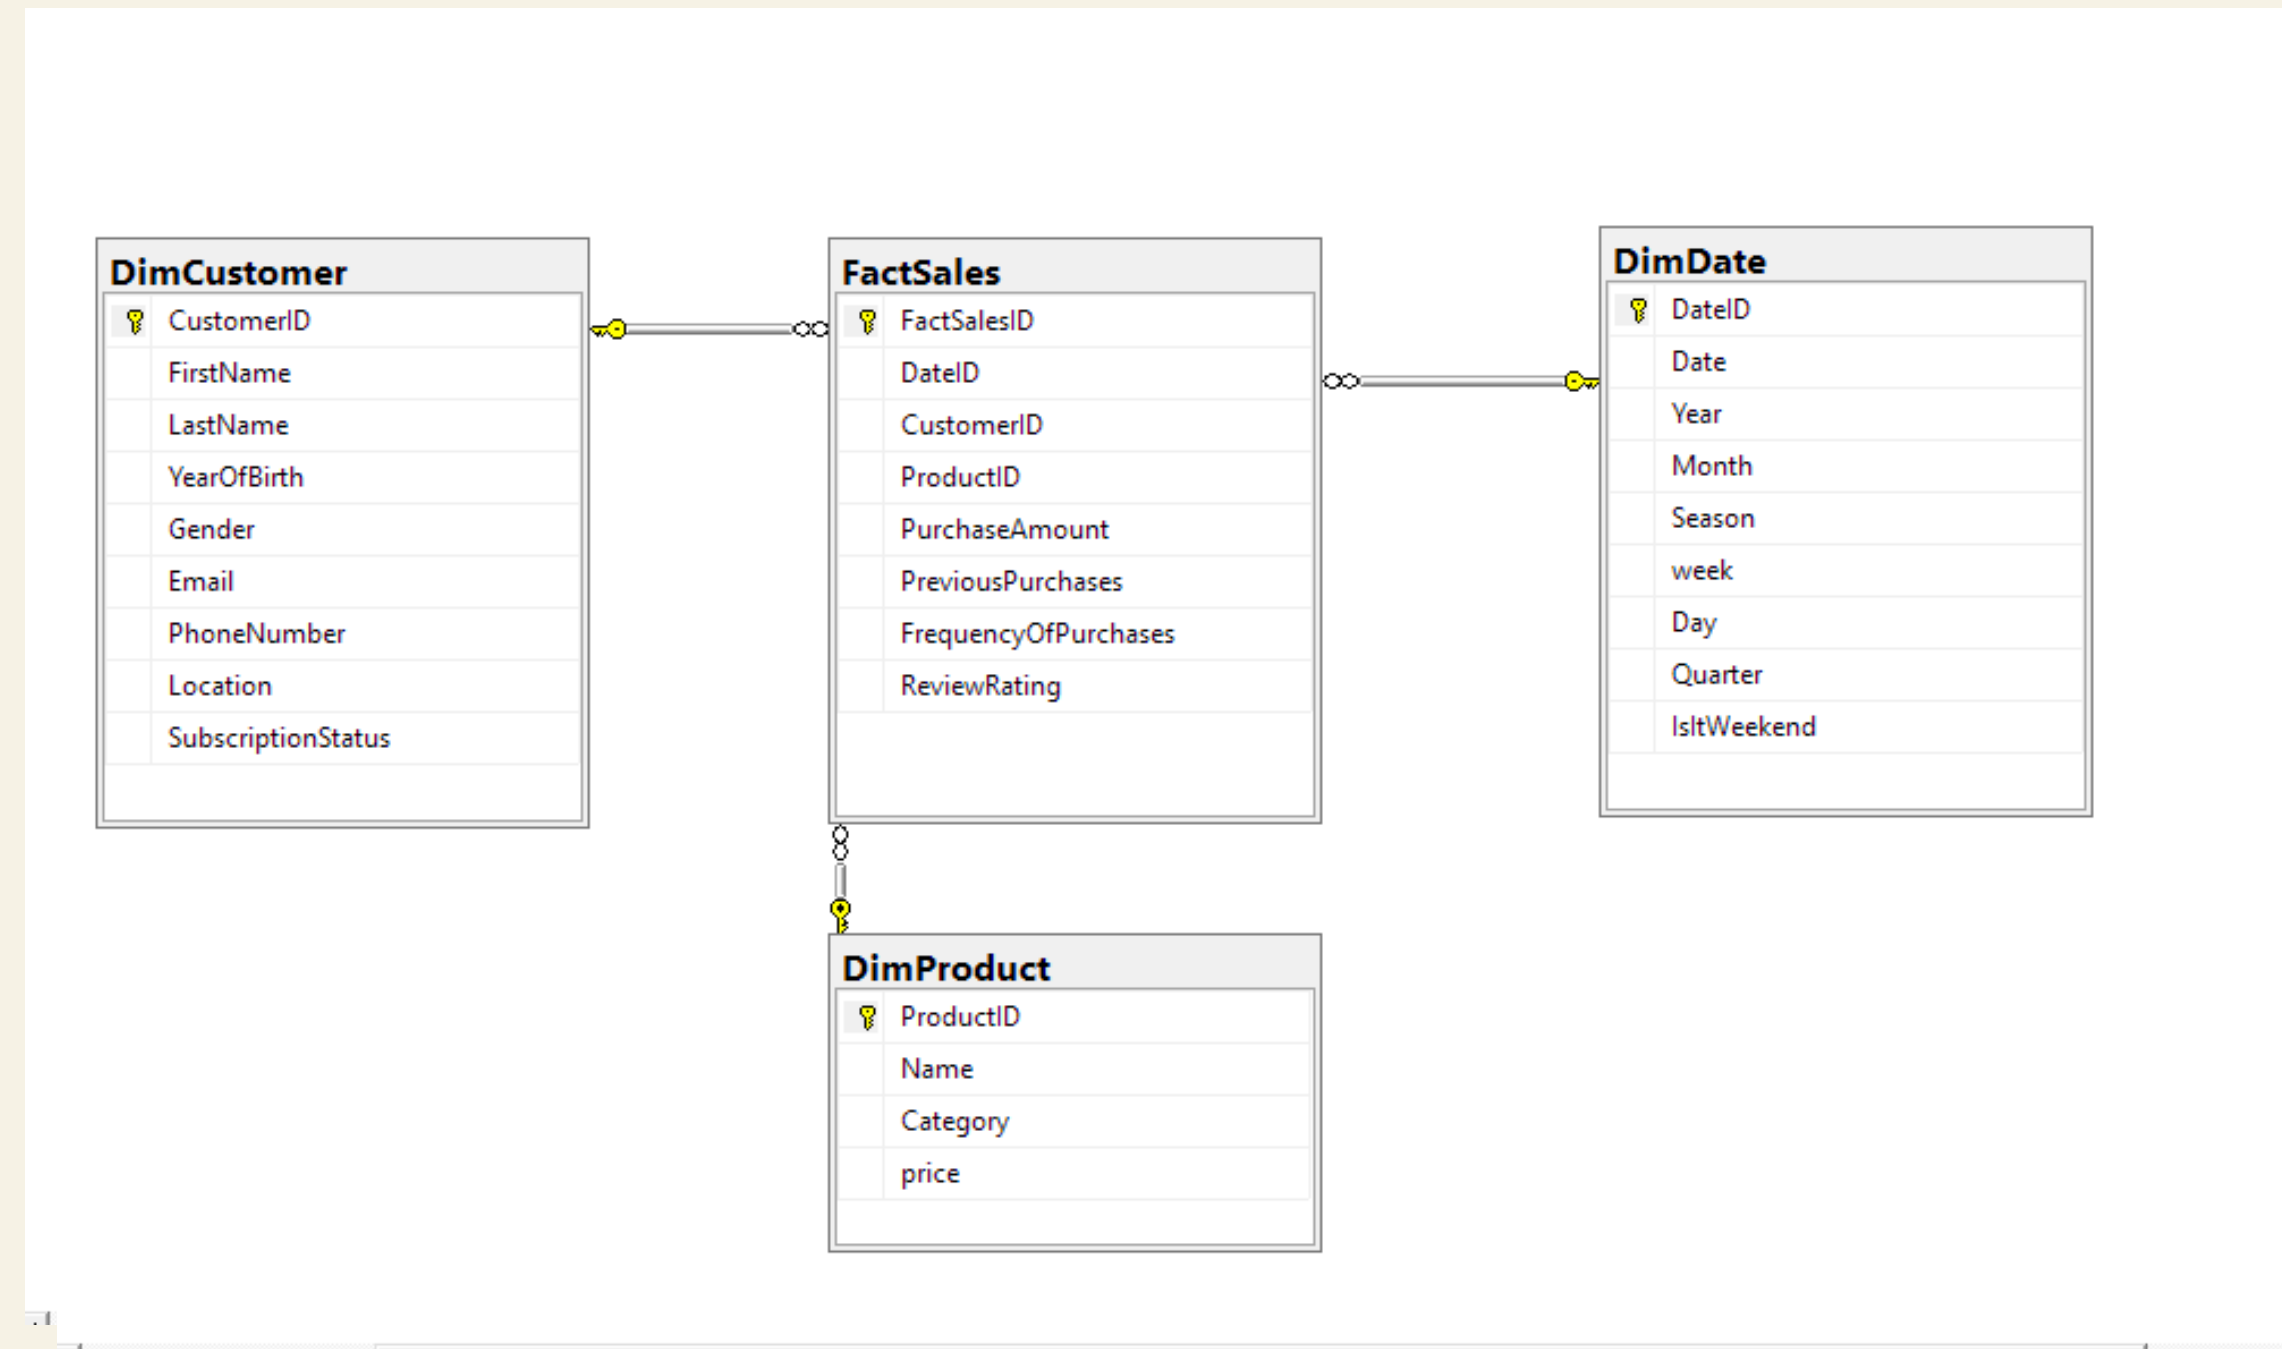 DimCustomer
CustomerID
FirstName
LastName
YearOfBirth
Gender
Email
PhoneNumber
Location
SubscriptionStatus
FactSales
FactSalesID
DateID
CustomerID
ProductID
PurchaseAmount
PreviousPurchases
FrequencyOfPurchases
ReviewRating
DimDate
DateID
Date
Year
Month
Season
week
Day
Quarter
IsItWeekend
DimProduct
ProductID
Name
Category
price